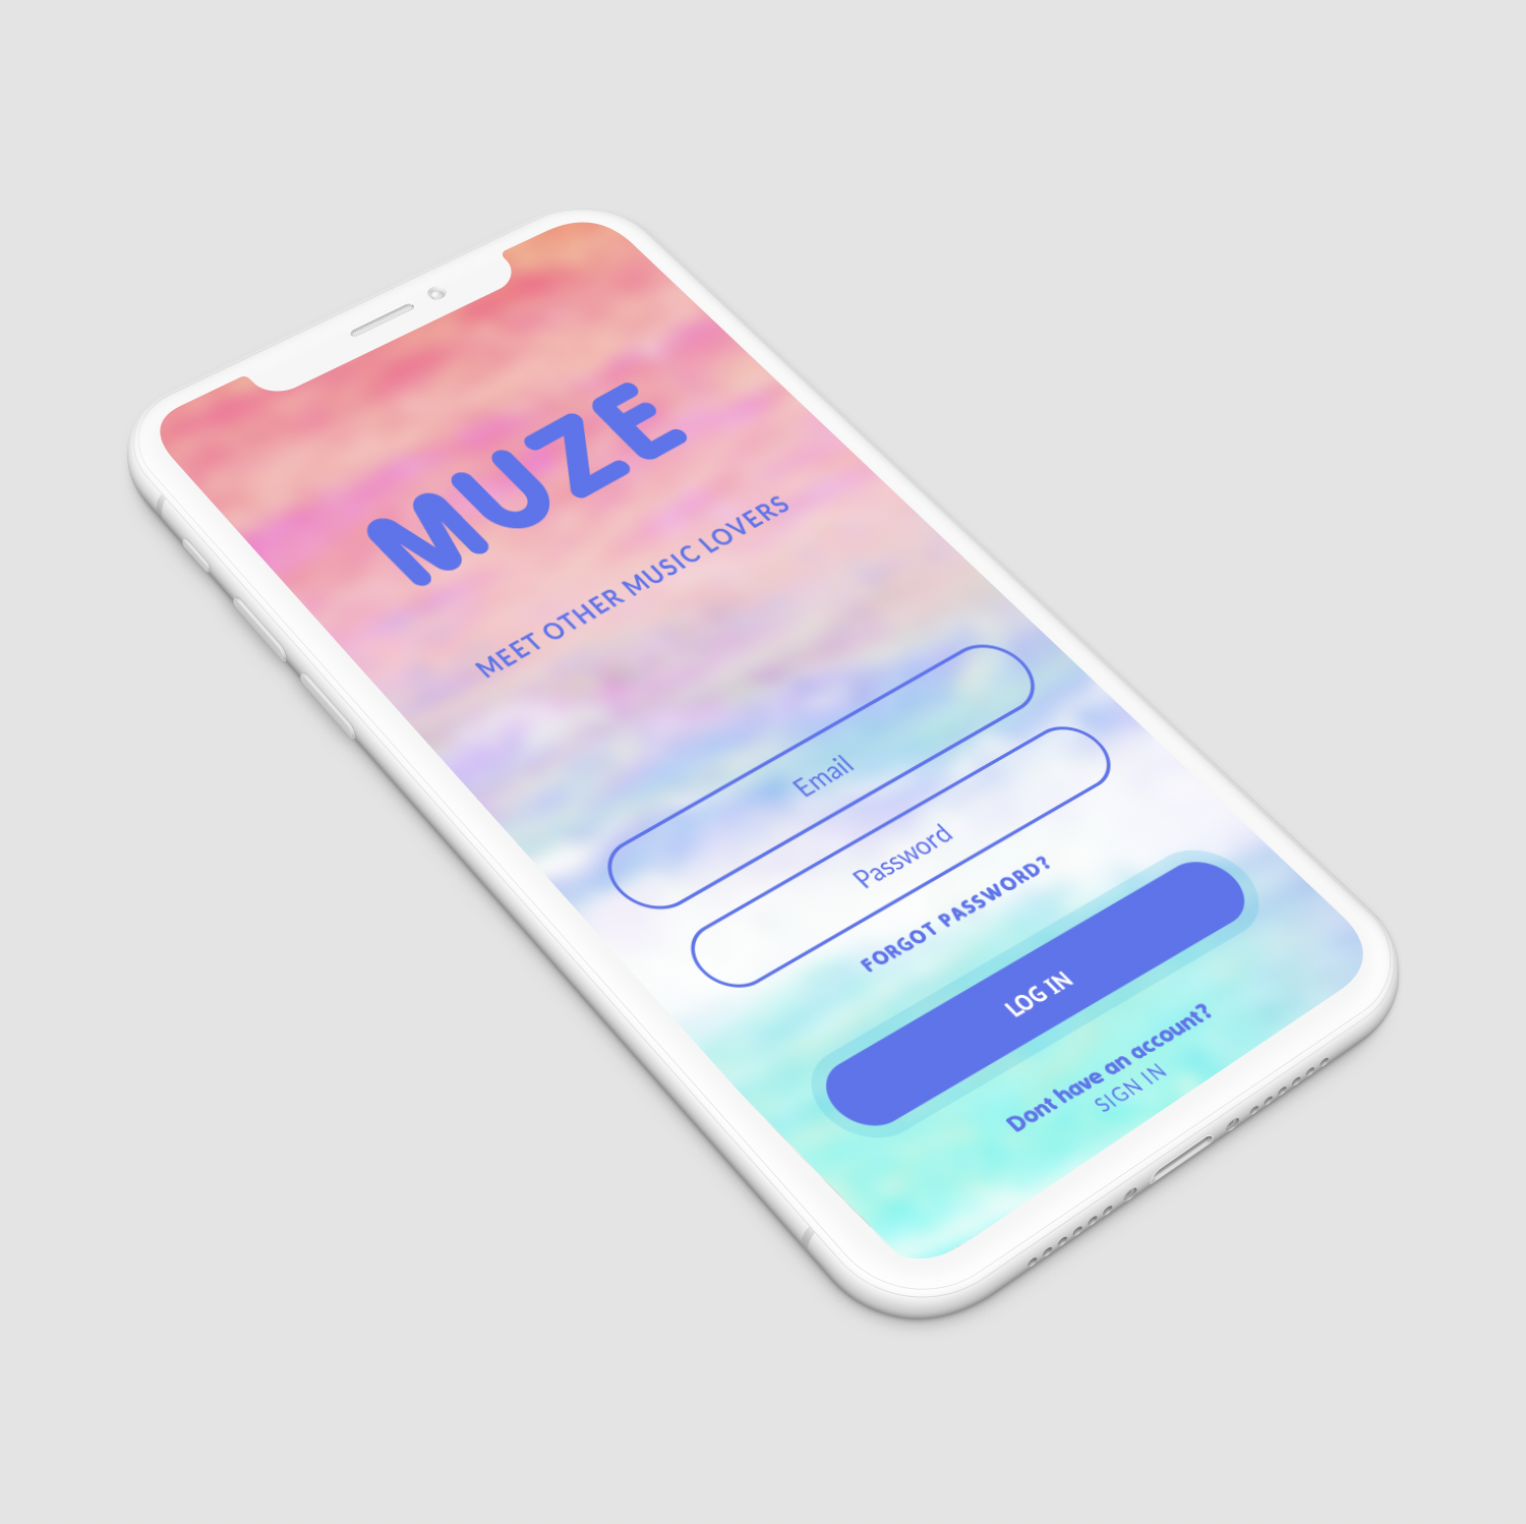 MUZE
MEET OTHER MUSIC LOVERS
Email
Password
FORGOT PASSWORD?
LOG IN
Dont have an account?
SIGN IN